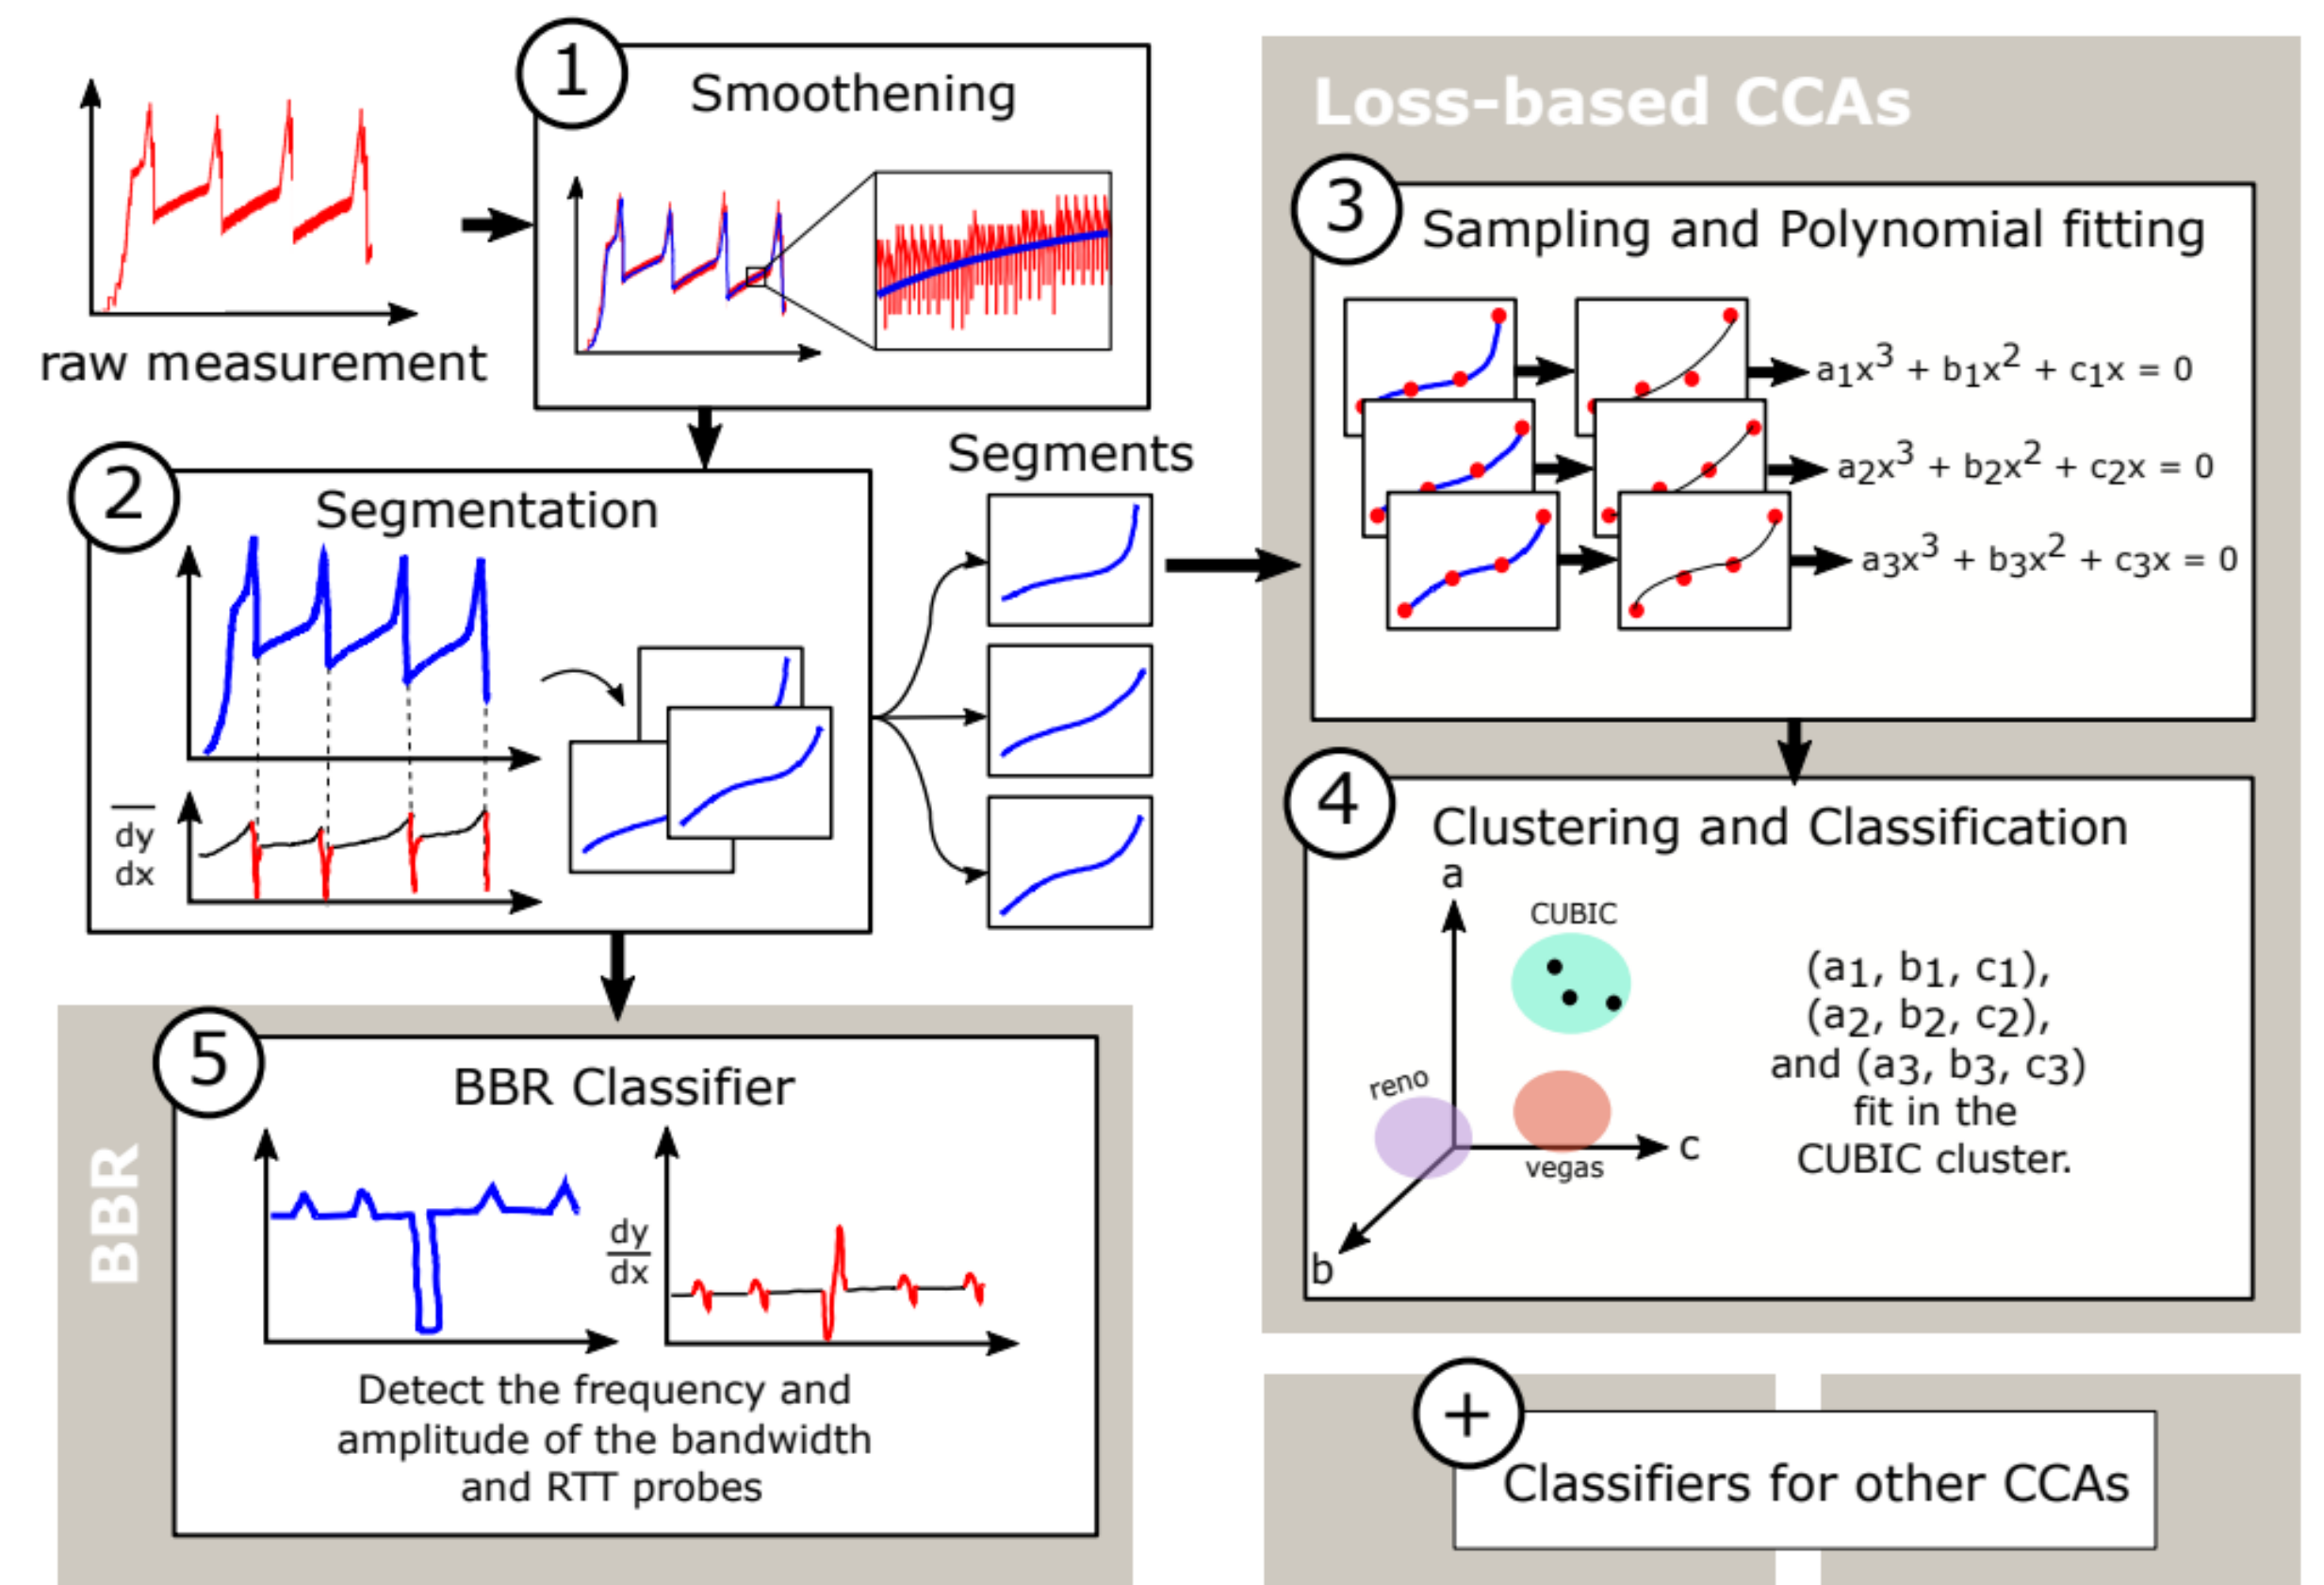 1
Smoothening
raw measurement
2
Segmentation
dy
dx
Segments
Loss-based CCAs
3
Sampling and Polynomial fitting
a₁x³ + b₁x² + c₁x = 0
a₂x³ + b₂x² + c₂x = 0
a₃x³ + b₃x² + c₃x = 0
4
Clustering and Classification
a
CUBIC
reno
vegas
c
b
(a₁, b₁, c₁),
(a₂, b₂, c₂),
and (a₃, b₃, c₃)
fit in the
CUBIC cluster.
BBR
5
BBR Classifier
dy
dx
Detect the frequency and
amplitude of the bandwidth
and RTT probes
+
Classifiers for other CCAs